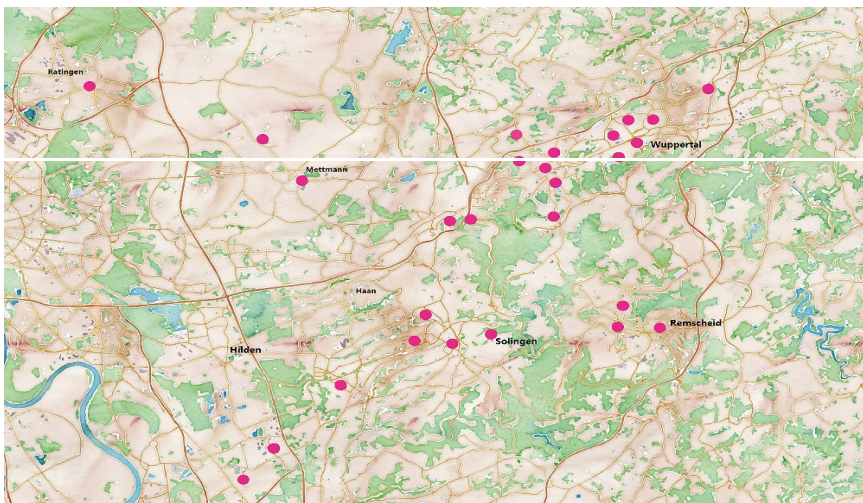 Ratingen
Wuppertal
Mettmann
Haan
Remscheid
Solingen
Hilden